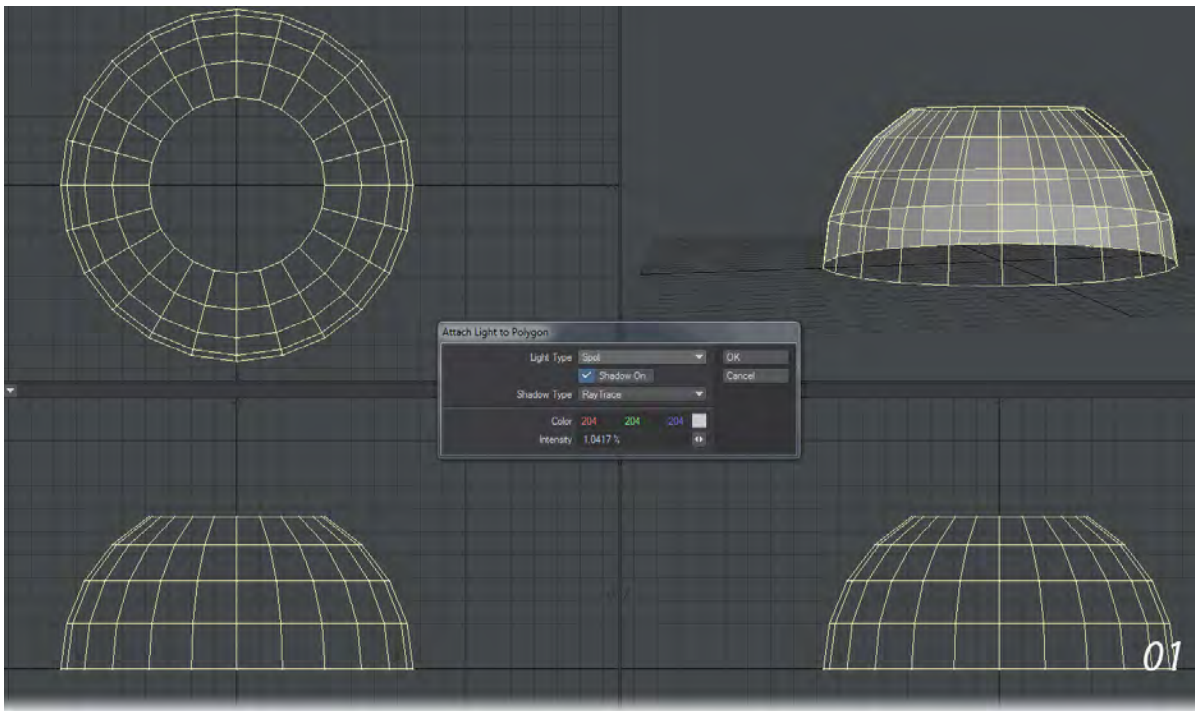 Attach Light to Polygon
Light Type Spot OK
Shadow On Cancel
Shadow Type RayTrace
Color 204 204 204
Intensity 1.0417 %
01